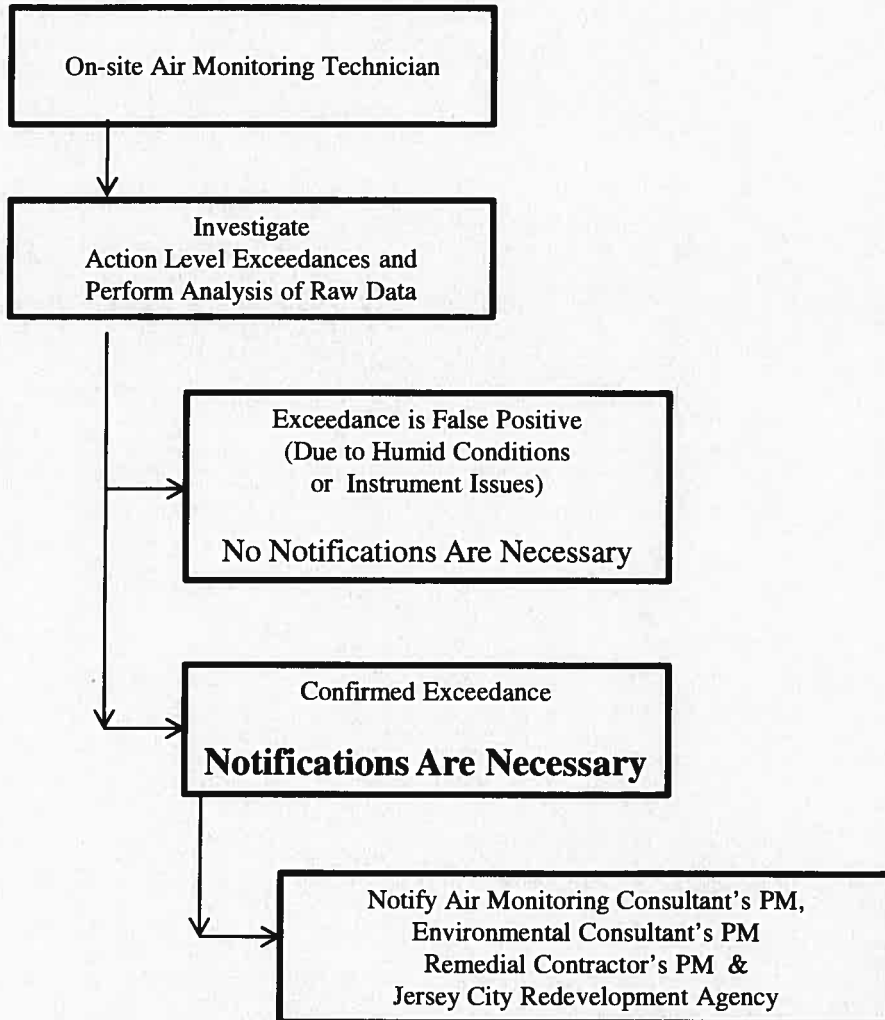 On-site Air Monitoring Technician
Investigate
Action Level Exceedances and
Perform Analysis of Raw Data
Exceedance is False Positive
(Due to Humid Conditions
or Instrument Issues)
No Notifications Are Necessary
Confirmed Exceedance
Notifications Are Necessary
Notify Air Monitoring Consultant's PM,
Environmental Consultant's PM
Remedial Contractor's PM &
Jersey City Redevelopment Agency